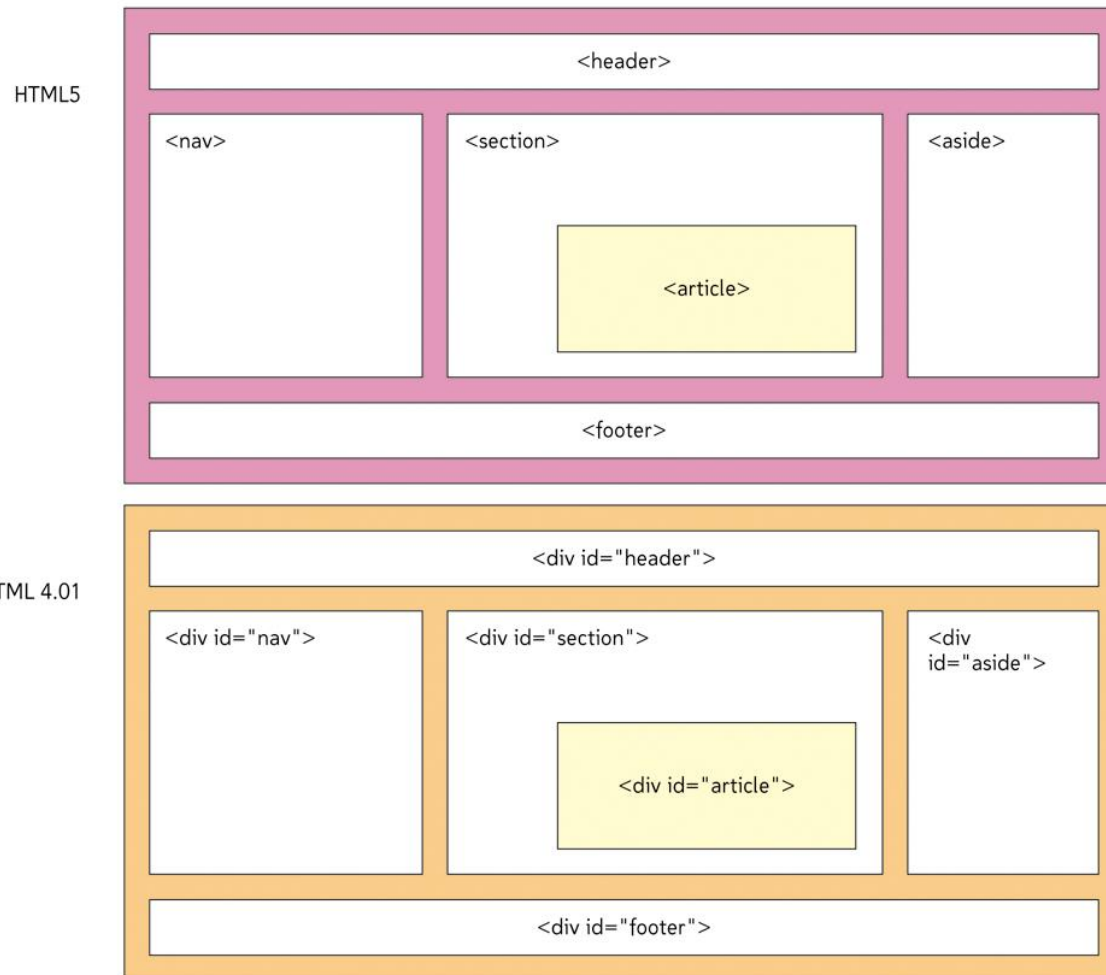 HTML5
<header>
<nav>
<section>
<aside>
<article>
<footer>
TML 4.01
<div id="header">
<div id="nav">
<div id="section">
<div
id="aside">
<div id="article">
<div id="footer">